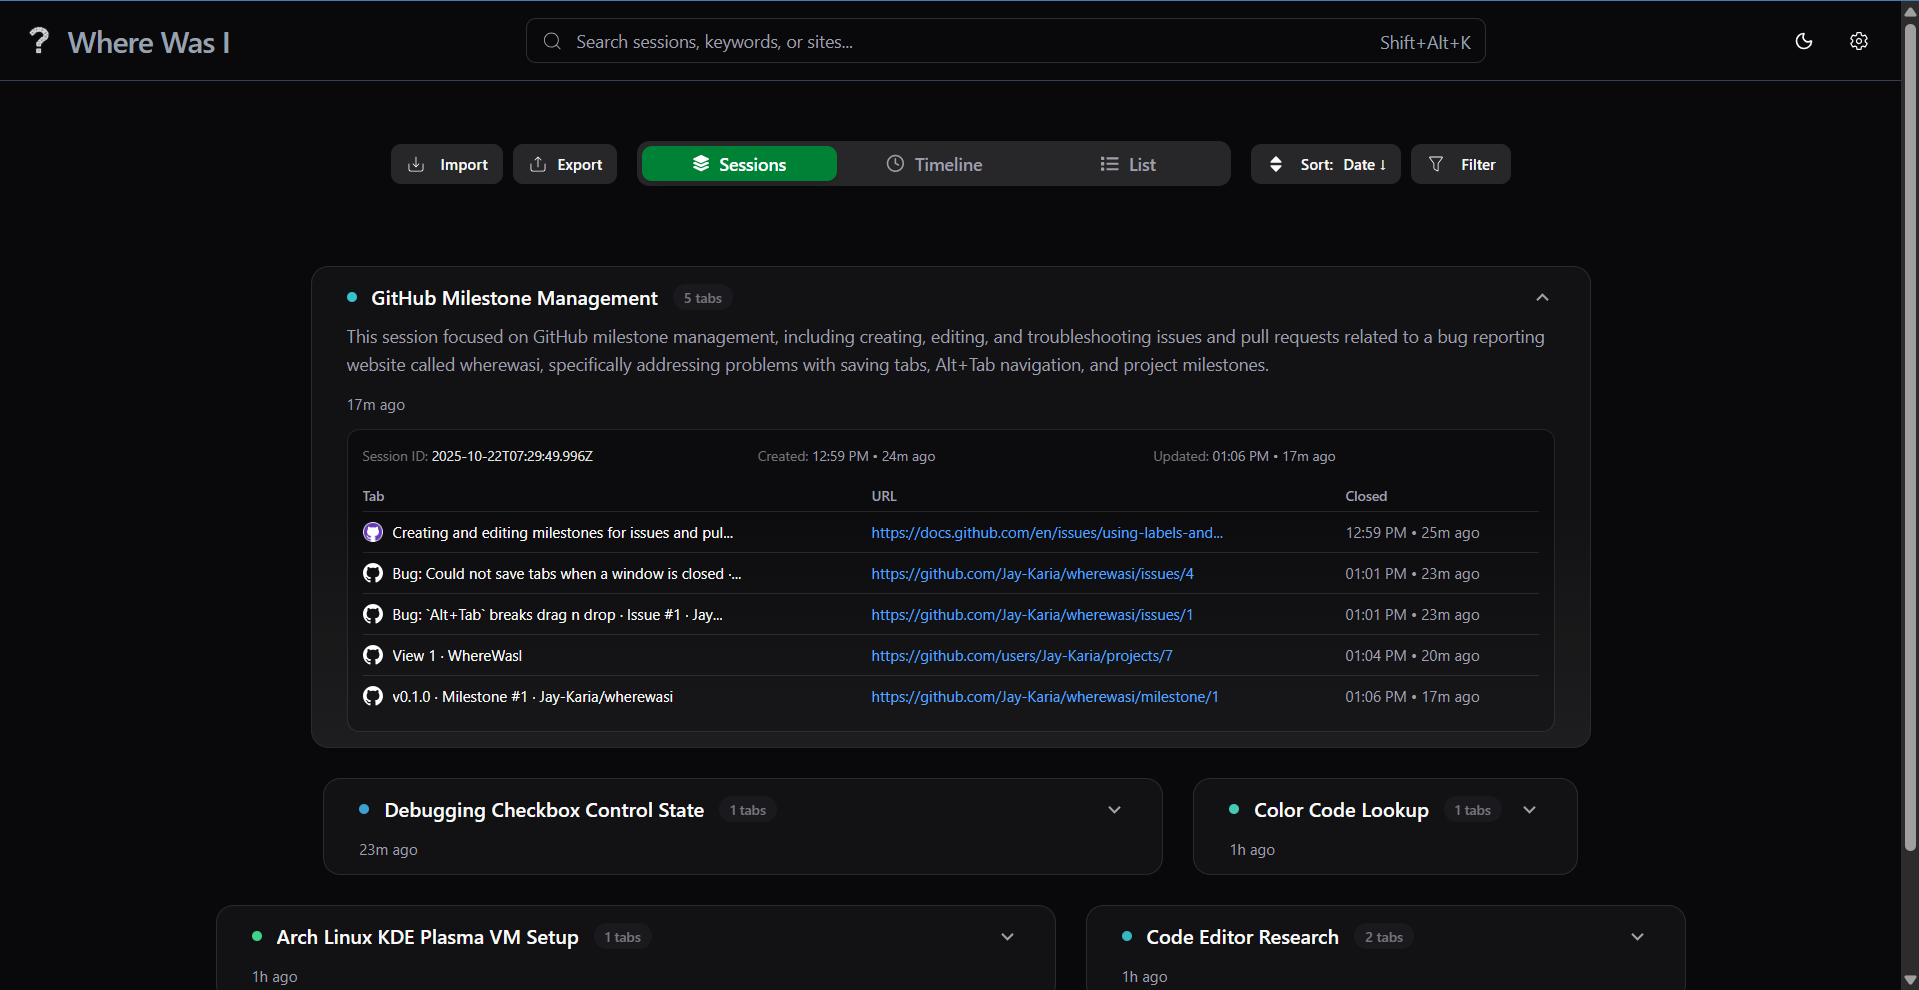 ? Where Was I
Search sessions, keywords, or sites...
Shift+Alt+K
Import
Export
Sessions
Timeline
List
Sort: Date ↓
Filter
GitHub Milestone Management
5 tabs
This session focused on GitHub milestone management, including creating, editing, and troubleshooting issues and pull requests related to a bug reporting
website called wherewasi, specifically addressing problems with saving tabs, Alt+Tab navigation, and project milestones.
17m ago
Session ID: 2025-10-22T07:29:49.996Z
Created: 12:59 PM • 24m ago
Updated: 01:06 PM • 17m ago
Tab
URL
Closed
Creating and editing milestones for issues and pul...
https://docs.github.com/en/issues/using-labels-and...
12:59 PM • 25m ago
Bug: Could not save tabs when a window is closed ·...
https://github.com/Jay-Karia/wherewasi/issues/4
01:01 PM • 23m ago
Bug: `Alt+Tab` breaks drag n drop · Issue #1 · Jay...
https://github.com/Jay-Karia/wherewasi/issues/1
01:01 PM • 23m ago
View 1 · WhereWasI
https://github.com/users/Jay-Karia/projects/7
01:04 PM • 20m ago
v0.1.0 · Milestone #1 · Jay-Karia/wherewasi
https://github.com/Jay-Karia/wherewasi/milestone/1
01:06 PM • 17m ago
Debugging Checkbox Control State
1 tabs
23m ago
Color Code Lookup
1 tabs
1h ago
Arch Linux KDE Plasma VM Setup
1 tabs
1h ago
Code Editor Research
2 tabs
1h ago